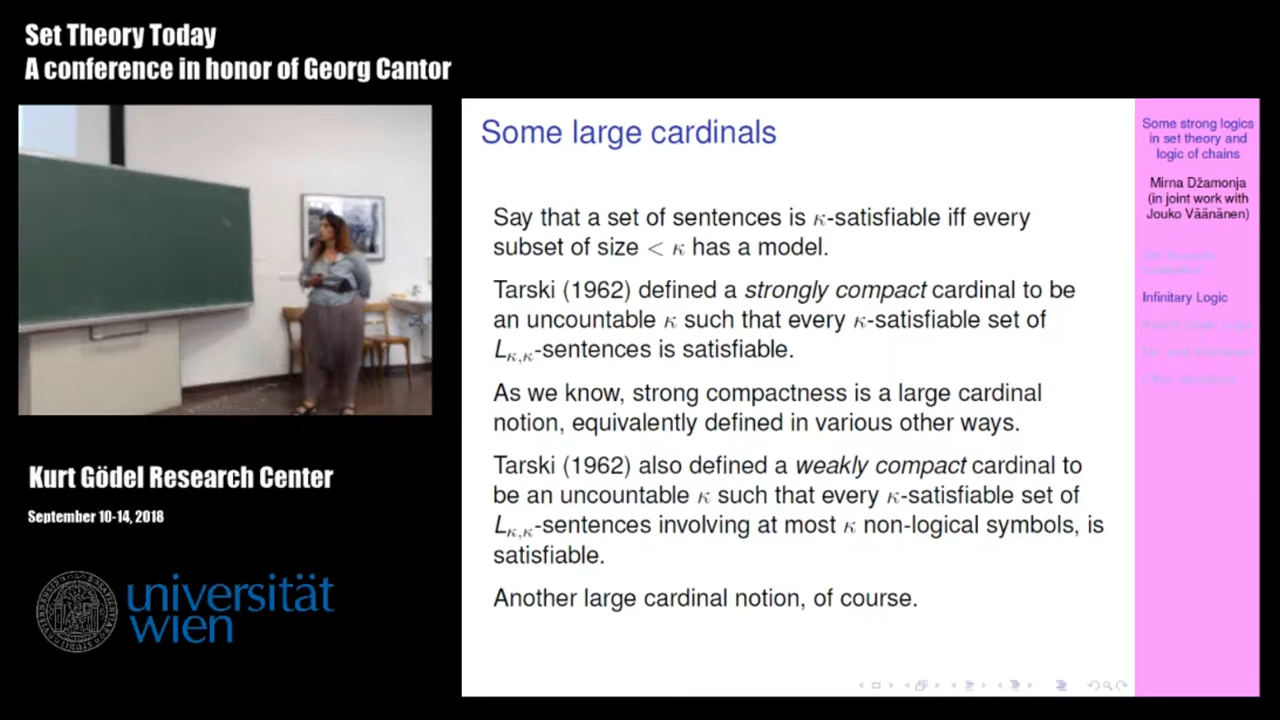 Set Theory Today
A conference in honor of Georg Cantor
Kurt Gödel Research Center
September 10-14, 2018
universität
wien
Some large cardinals
Say that a set of sentences is κ-satisfiable iff every
subset of size < κ has a model.
Tarski (1962) defined a strongly compact cardinal to be
an uncountable κ such that every κ-satisfiable set of
Lκ,κ-sentences is satisfiable.
As we know, strong compactness is a large cardinal
notion, equivalently defined in various other ways.
Tarski (1962) also defined a weakly compact cardinal to
be an uncountable κ such that every κ-satisfiable set of
Lκ,κ-sentences involving at most κ non-logical symbols, is
satisfiable.
Another large cardinal notion, of course.
Some strong logics
in set theory and
logic of chains
Mirna Džamonja
(in joint work with
Jouko Väänänen)
Infinitary Logic